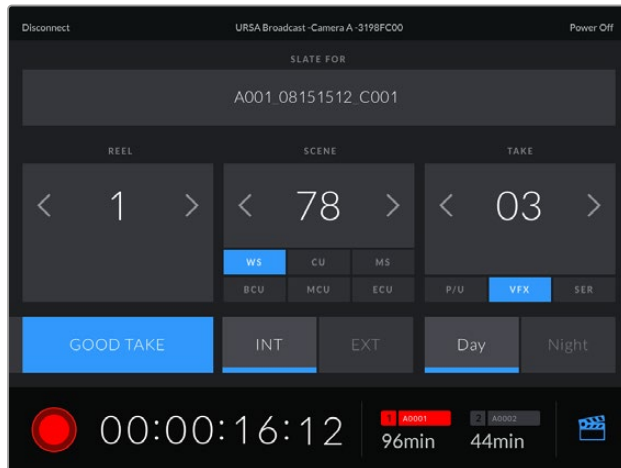 Disconnect URSA Broadcast -Camera A -3198FC00 Power Off
SLATE FOR
A001_08151512_C001
REEL SCENE TAKE
< 1 > < 78 > < 03 >
WS CU MS
BCU MCU ECU P/U VFX SER
GOOD TAKE INT EXT Day Night
00:00:16:12 1 A0001 2 A0002
96min 44min